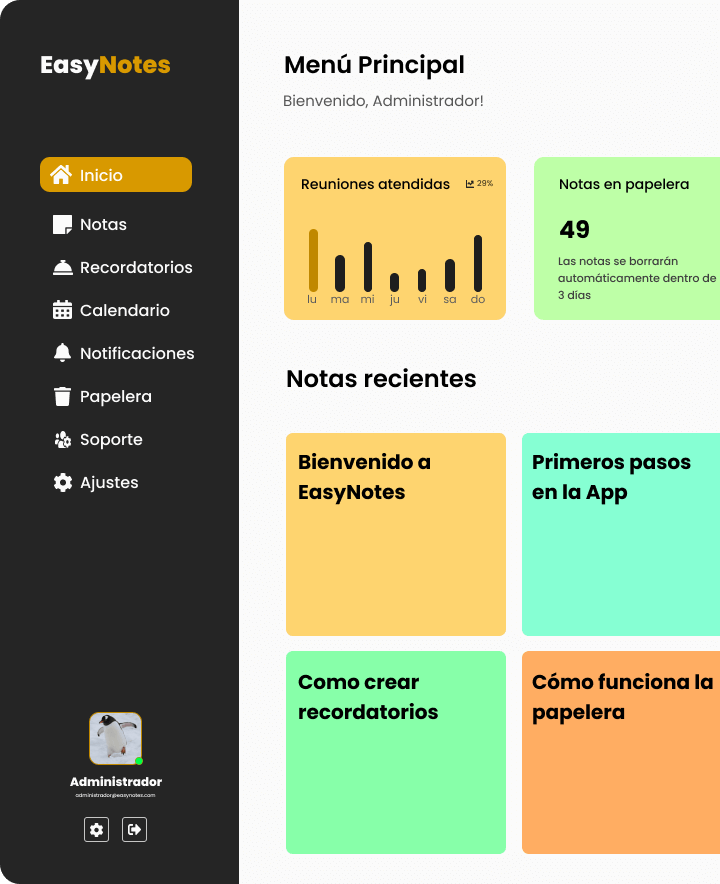 EasyNotes
Inicio
Notas
Recordatorios
Calendario
Notificaciones
Papelera
Soporte
Ajustes
Administrador
administrador@easynotes.com
Menú Principal
Bienvenido, Administrador!
Reuniones atendidas
29%
lu ma mi ju vi sa do
Notas en papelera
49
Las notas se borrarán
automáticamente dentro de
3 días
Notas recientes
Bienvenido a
EasyNotes
Primeros pasos
en la App
Como crear
recordatorios
Cómo funciona la
papelera